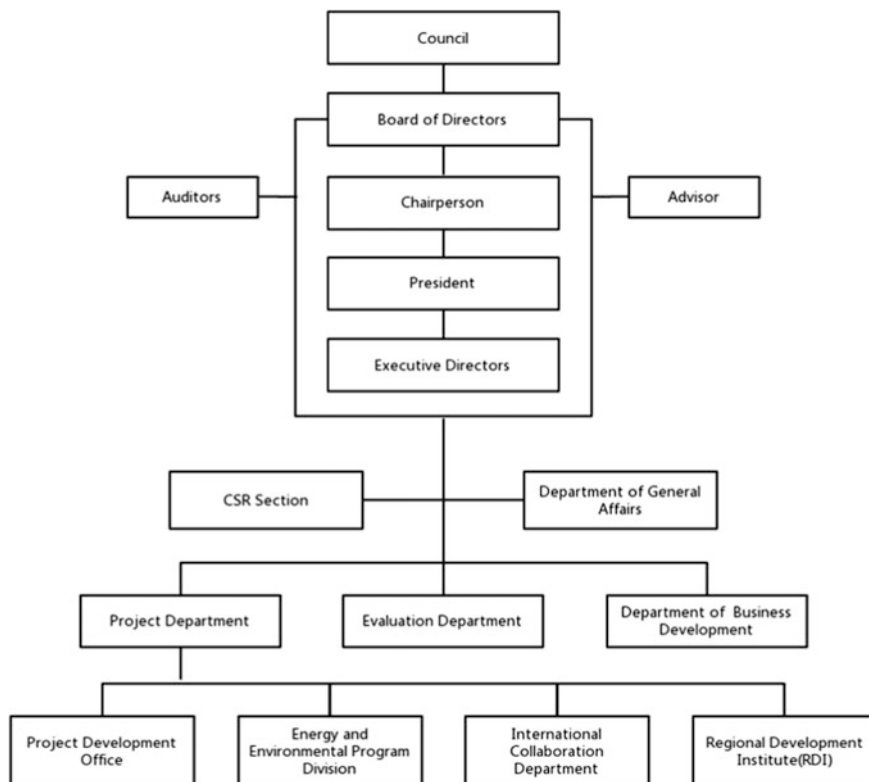 Council
Board of Directors
Auditors
Chairperson
Advisor
President
Executive Directors
CSR Section
Department of General
Affairs
Project Department
Evaluation Department
Department of Business
Development
Project Development
Office
Energy and
Environmental Program
Division
International
Collaboration
Department
Regional Development
Institute(RDI)